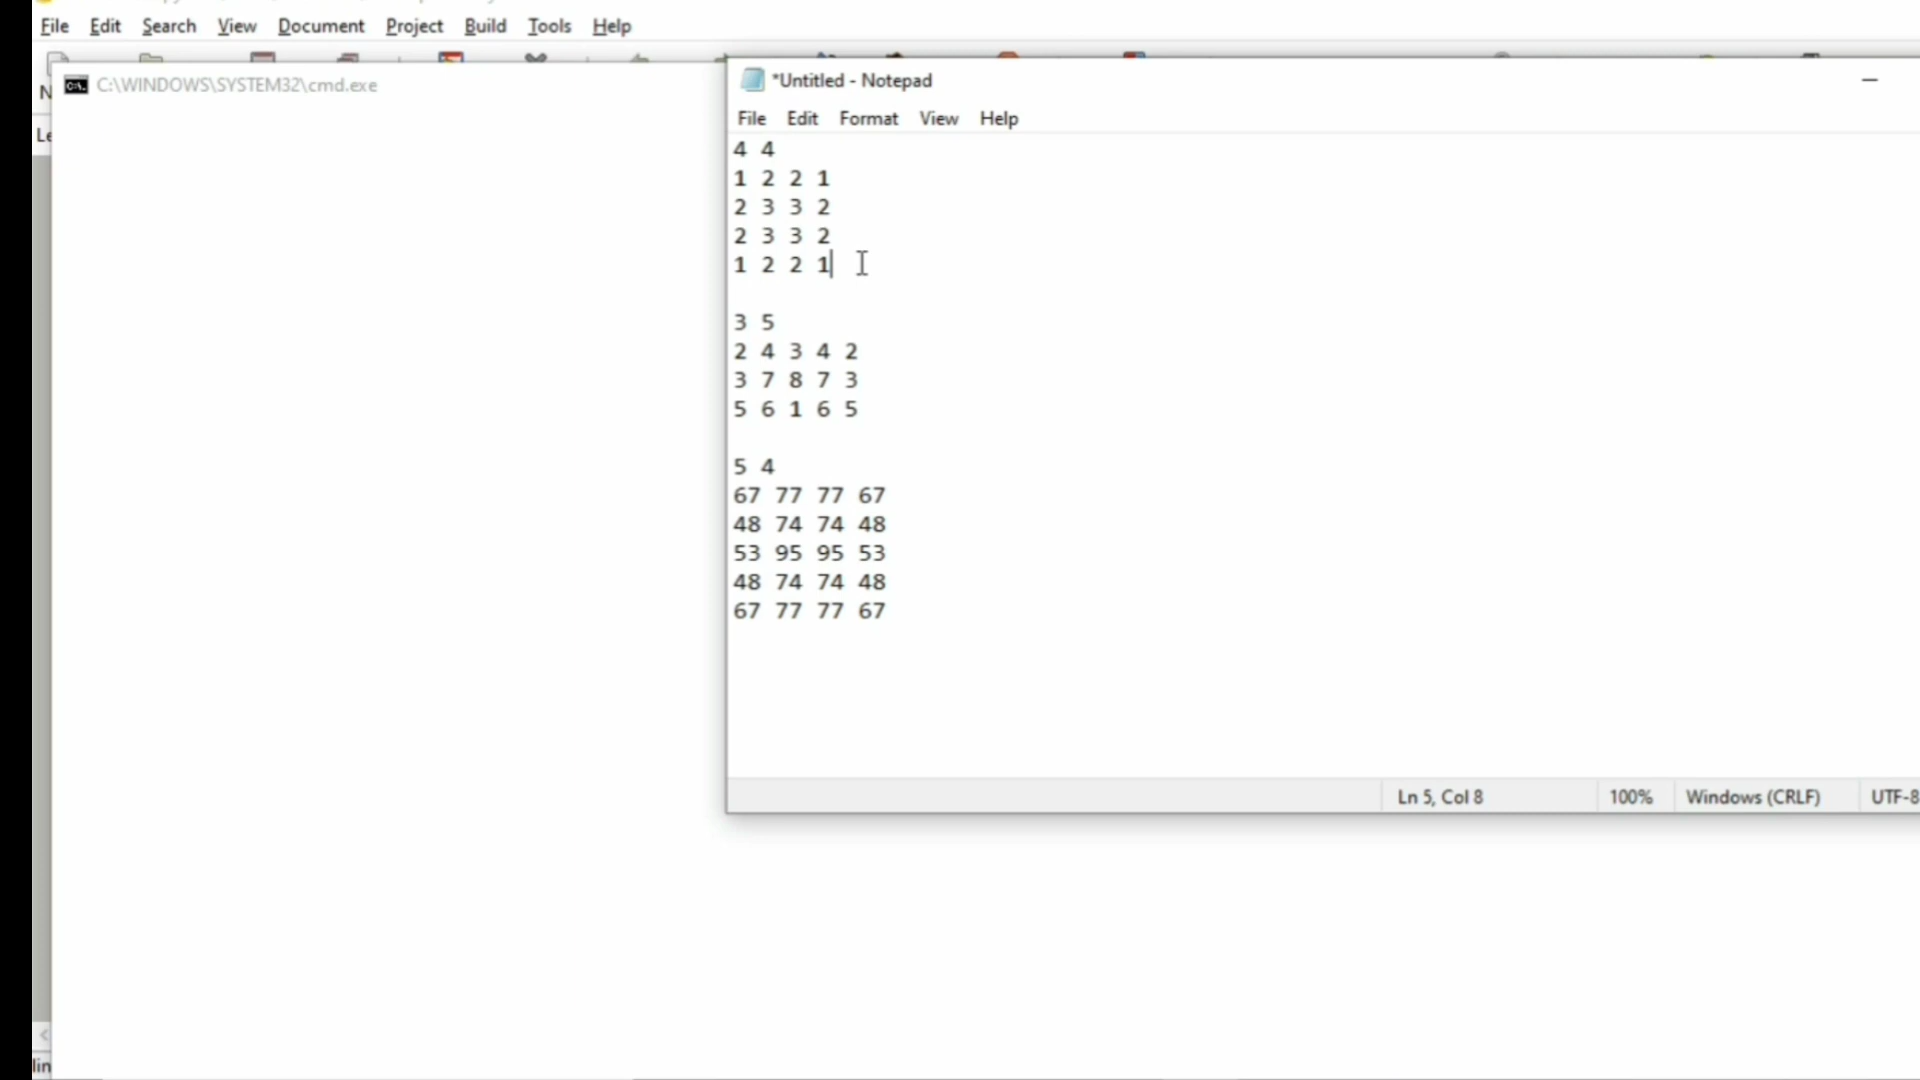 File Edit Search View Document Project Build Tools Help
C:\WINDOWS\SYSTEM32\cmd.exe
*Untitled - Notepad
File Edit Format View Help
4 4
1 2 2 1
2 3 3 2
2 3 3 2
1 2 2 1
3 5
2 4 3 4 2
3 7 8 7 3
5 6 1 6 5
5 4
67 77 77 67
48 74 74 48
53 95 95 53
48 74 74 48
67 77 77 67
Ln 5, Col 8 100% Windows (CRLF) UTF-8